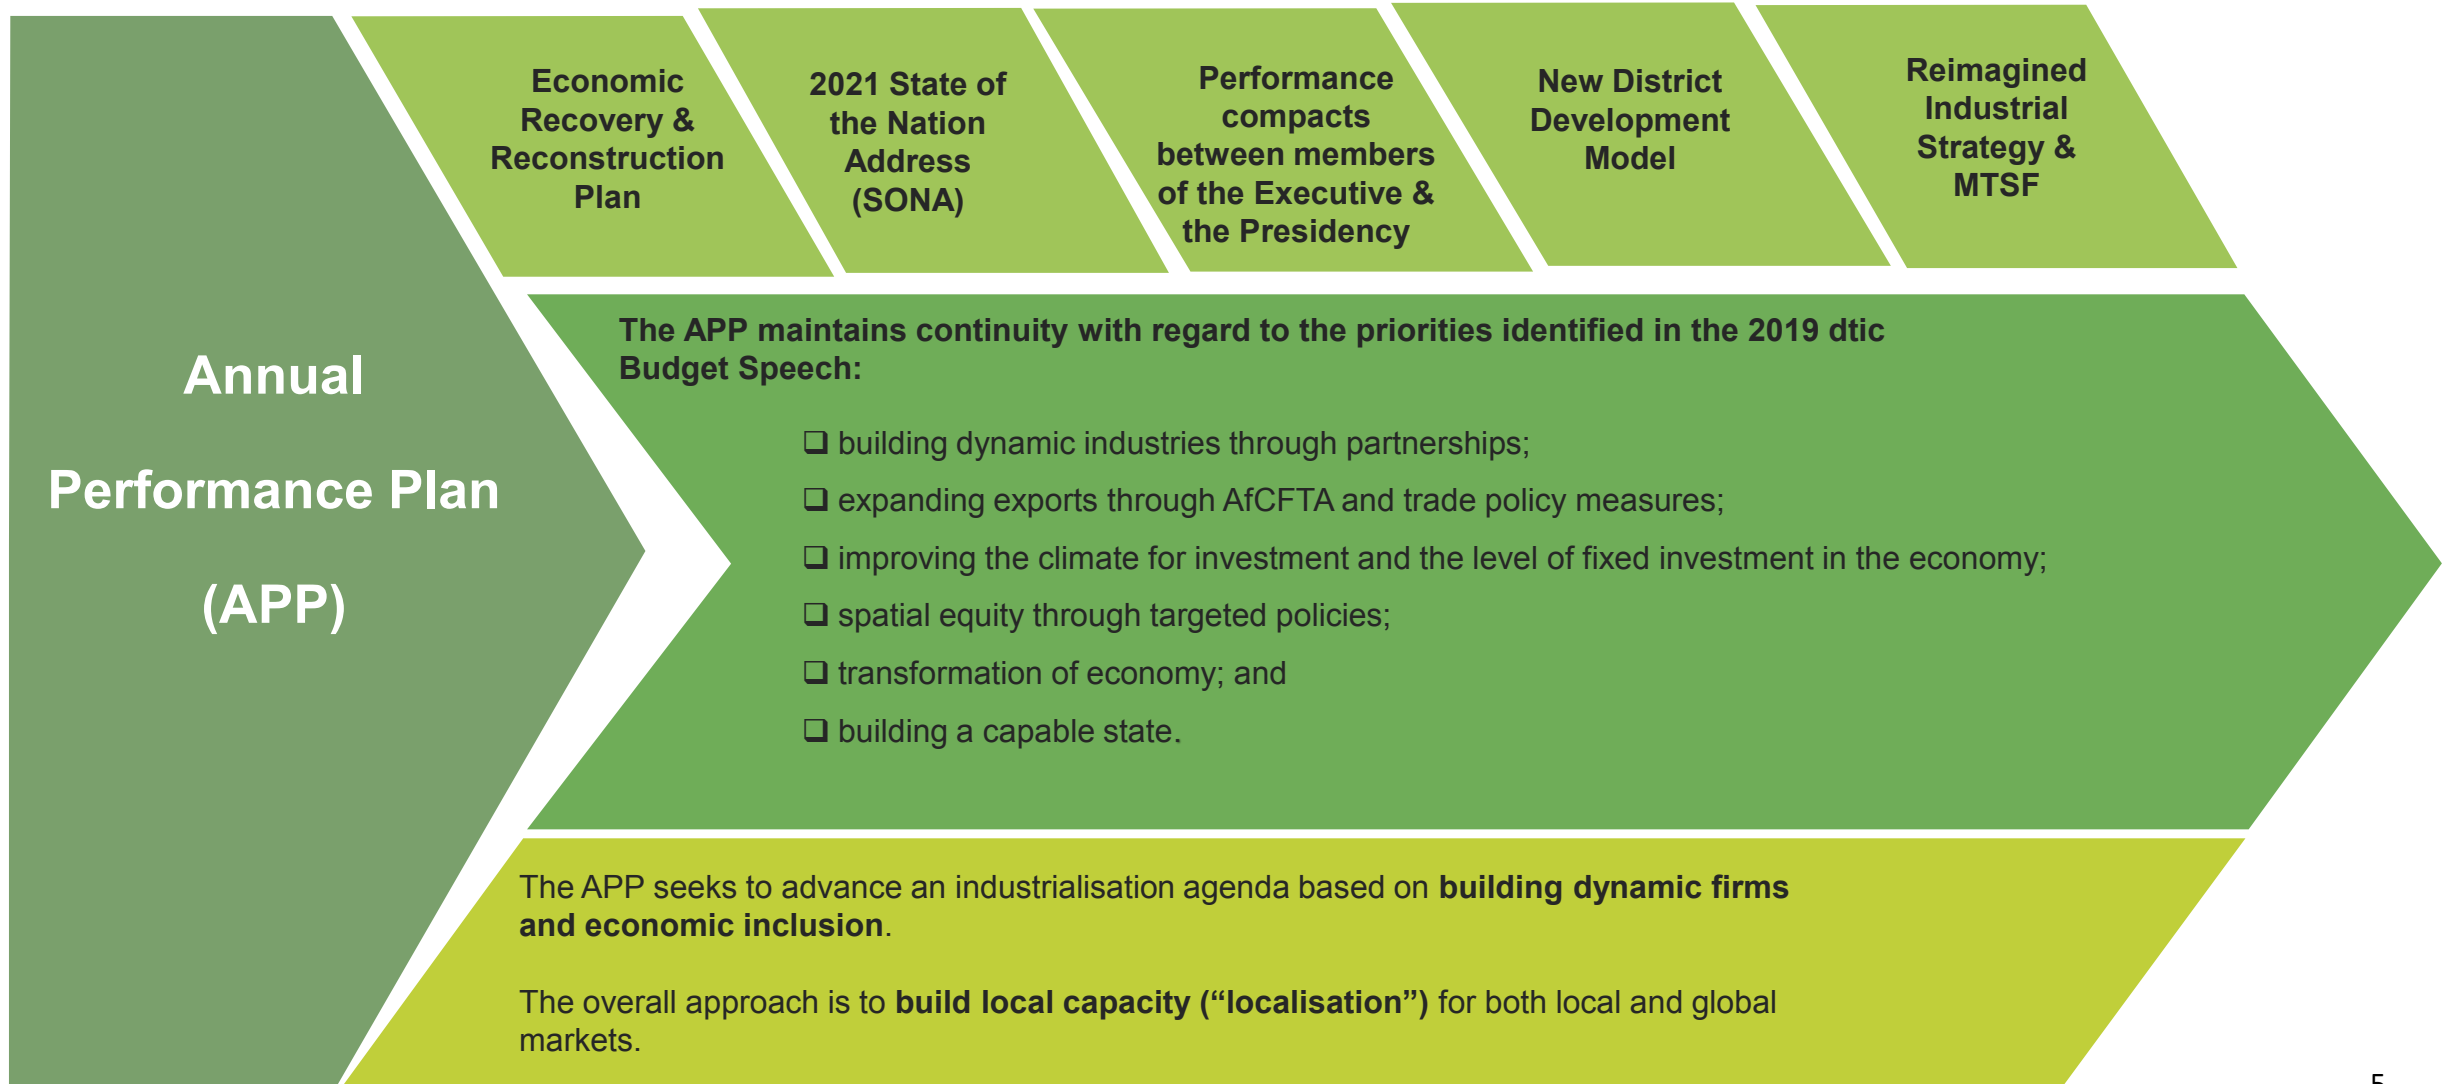 Annual
Performance Plan
(APP)
Economic
Recovery &
Reconstruction
Plan
2021 State of
the Nation
Address
(SONA)
Performance
compacts
between members
of the Executive &
the Presidency
New District
Development
Model
Reimagined
Industrial
Strategy &
MTSF
The APP maintains continuity with regard to the priorities identified in the 2019 dtic
Budget Speech:
❑ building dynamic industries through partnerships;
❑ expanding exports through AfCFTA and trade policy measures;
❑ improving the climate for investment and the level of fixed investment in the economy;
❑ spatial equity through targeted policies;
❑ transformation of economy; and
❑ building a capable state.
The APP seeks to advance an industrialisation agenda based on building dynamic firms
and economic inclusion.
The overall approach is to build local capacity (“localisation”) for both local and global
markets.
5